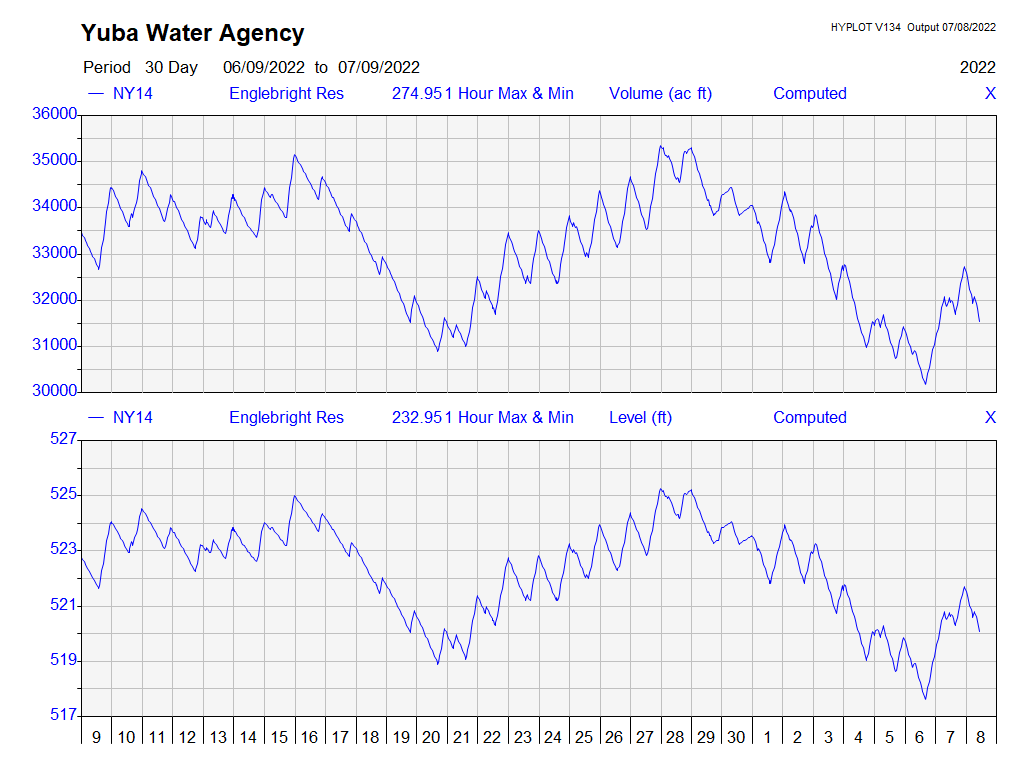 Yuba Water Agency
HYPLOT V134 Output 07/08/2022
Period 30 Day 06/09/2022 to 07/09/2022 2022
— NY14 Englebright Res 274.951 Hour Max & Min Volume (ac ft) Computed X
36000
35000
34000
33000
32000
31000
30000
— NY14 Englebright Res 232.951 Hour Max & Min Level (ft) Computed X
527
525
523
521
519
517
9 10 11 12 13 14 15 16 17 18 19 20 21 22 23 24 25 26 27 28 29 30 1 2 3 4 5 6 7 8